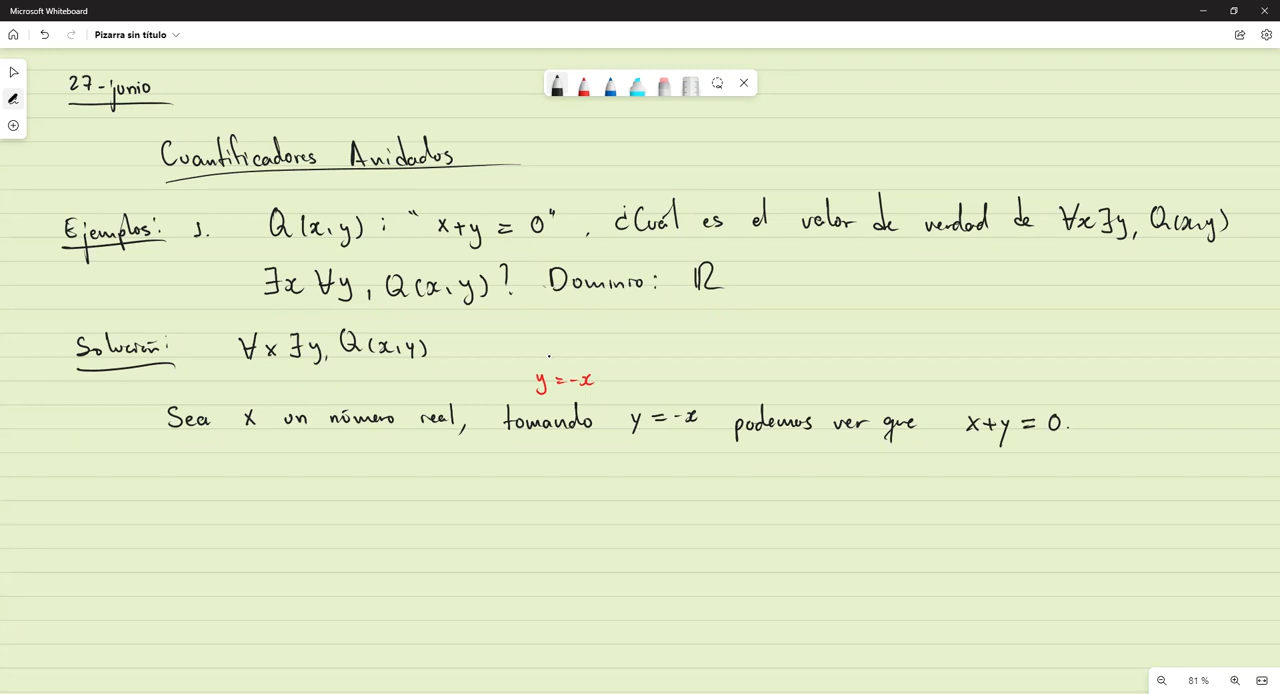 Microsoft Whiteboard
Pizarra sin título
27-junio
Cuantificadores Anidados
Ejemplos: 1. Q(x,y): "x+y = 0", ¿Cuál es el valor de verdad de ∀x∃y, Q(x,y)
∃x ∀y, Q(x,y)? Dominio: ℝ
Solución: ∀x∃y, Q(x,y)
y = -x
Sea x un número real, tomando y = -x podemos ver que x+y = 0.
81 %